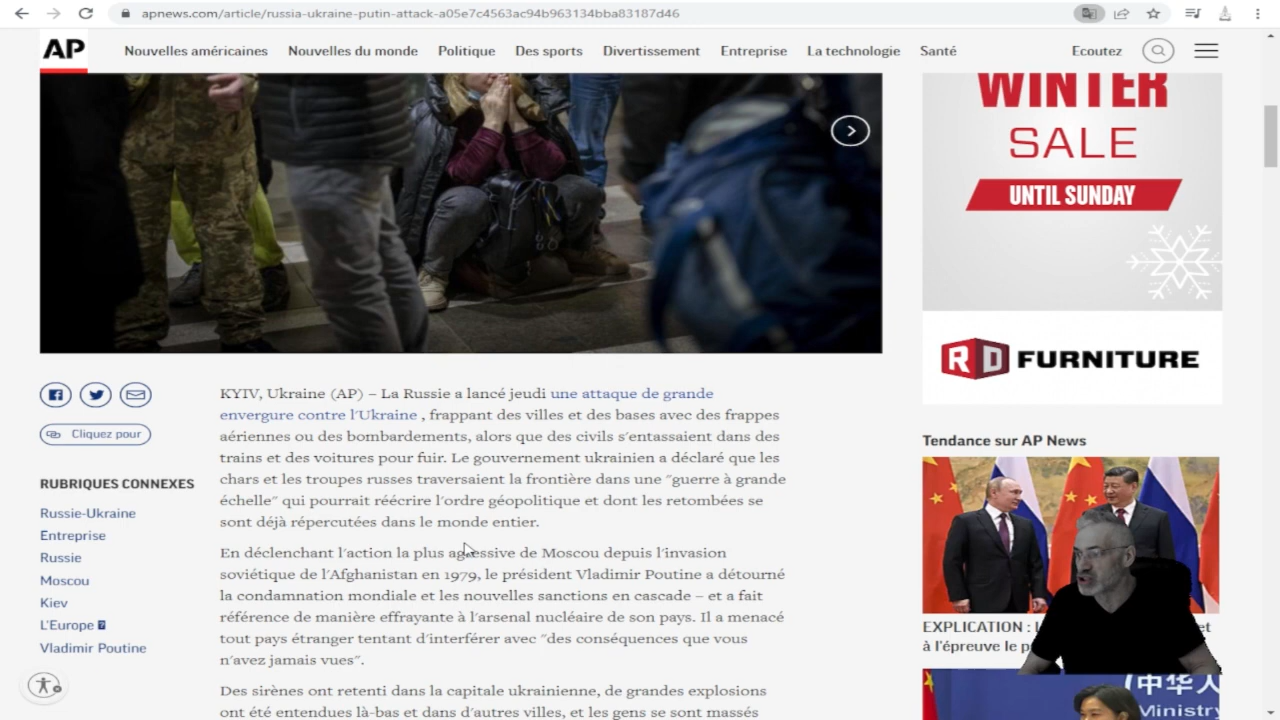 apnews.com/article/russia-ukraine-putin-attack-a05e7c4563ac94b963134bba83187d46
AP
Nouvelles américaines
Nouvelles du monde
Politique
Des sports
Divertissement
Entreprise
La technologie
Santé
Ecoutez
WINTER
SALE
UNTIL SUNDAY
RD FURNITURE
Cliquez pour
RUBRIQUES CONNEXES
Russie-Ukraine
Entreprise
Russie
Moscou
Kiev
L'Europe
Vladimir Poutine
KYIV, Ukraine (AP) – La Russie a lancé jeudi une attaque de grande
envergure contre l'Ukraine , frappant des villes et des bases avec des frappes
aériennes ou des bombardements, alors que des civils s'entassaient dans des
trains et des voitures pour fuir. Le gouvernement ukrainien a déclaré que les
chars et les troupes russes traversaient la frontière dans une "guerre à grande
échelle" qui pourrait réécrire l'ordre géopolitique et dont les retombées se
sont déjà répercutées dans le monde entier.
En déclenchant l'action la plus agressive de Moscou depuis l'invasion
soviétique de l'Afghanistan en 1979, le président Vladimir Poutine a détourné
la condamnation mondiale et les nouvelles sanctions en cascade – et a fait
référence de manière effrayante à l'arsenal nucléaire de son pays. Il a menacé
tout pays étranger tentant d'interférer avec "des conséquences que vous
n'avez jamais vues".
Des sirènes ont retenti dans la capitale ukrainienne, de grandes explosions
ont été entendues là-bas et dans d'autres villes, et les gens se sont massés
Tendance sur AP News
EXPLICATION : et
à l'épreuve le
中华人
Ministry